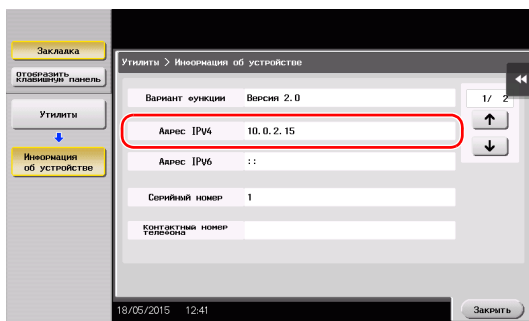 Закладка
Отобразить
клавишную панель
Утилиты
Информация
об устройстве
Утилиты > Информация об устройстве
Вариант функции Версия 2.0
1/ 2
Адрес IPv4 10.0.2.15
Адрес IPv6 ::
Серийный номер 1
Контактный номер
телефона
18/05/2015 12:41
Закрыть